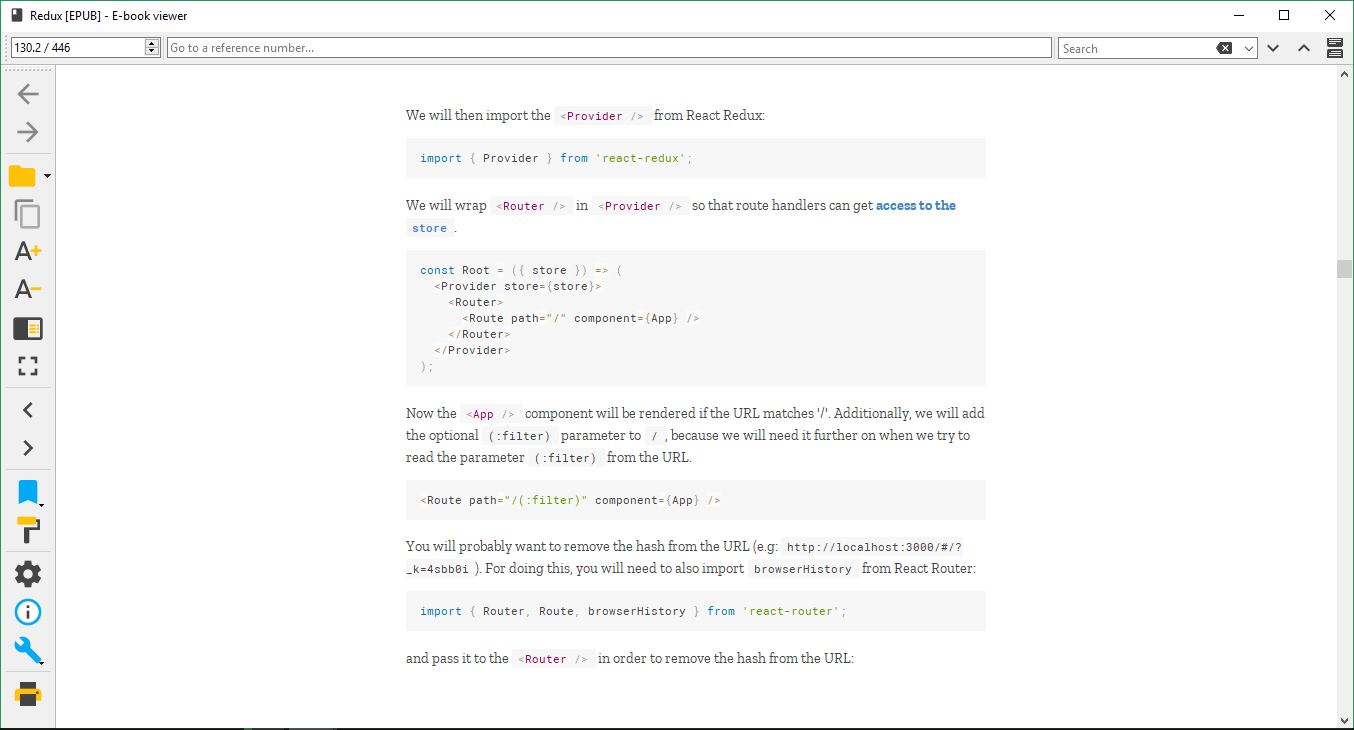 Redux [EPUB] - E-book viewer
130.2 / 446
Go to a reference number...
Search
A+
A-
We will then import the <Provider /> from React Redux:
import { Provider } from 'react-redux';
We will wrap <Router /> in <Provider /> so that route handlers can get access to the
store .
const Root = ({ store }) => (
<Provider store={store}>
<Router>
<Route path="/" component={App} />
</Router>
</Provider>
);
Now the <App /> component will be rendered if the URL matches '/'. Additionally, we will add
the optional (:filter) parameter to / , because we will need it further on when we try to
read the parameter (:filter) from the URL.
<Route path="/(:filter)" component={App} />
You will probably want to remove the hash from the URL (e.g: http://localhost:3000/#/?
_k=4sbb0i ). For doing this, you will need to also import browserHistory from React Router:
import { Router, Route, browserHistory } from 'react-router';
and pass it to the <Router /> in order to remove the hash from the URL: